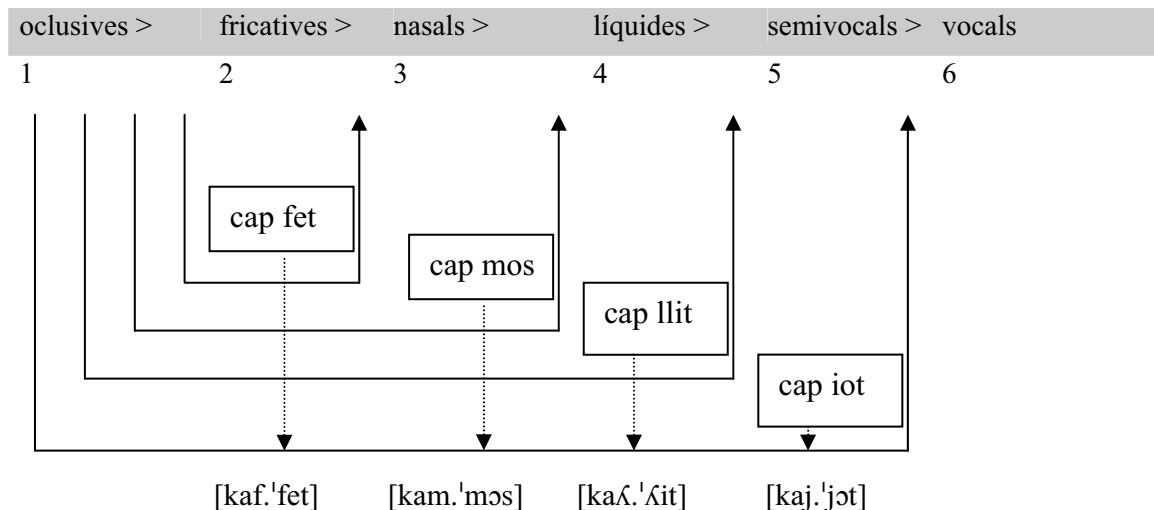 oclusives > fricatives > nasals > líquides > semivocals > vocals
1 2 3 4 5 6
cap fet
cap mos
cap llit
cap iot
[kaf.ˈfet] [kam.ˈmɔs] [kaʎ.ˈʎit] [kaj.ˈjɔt]